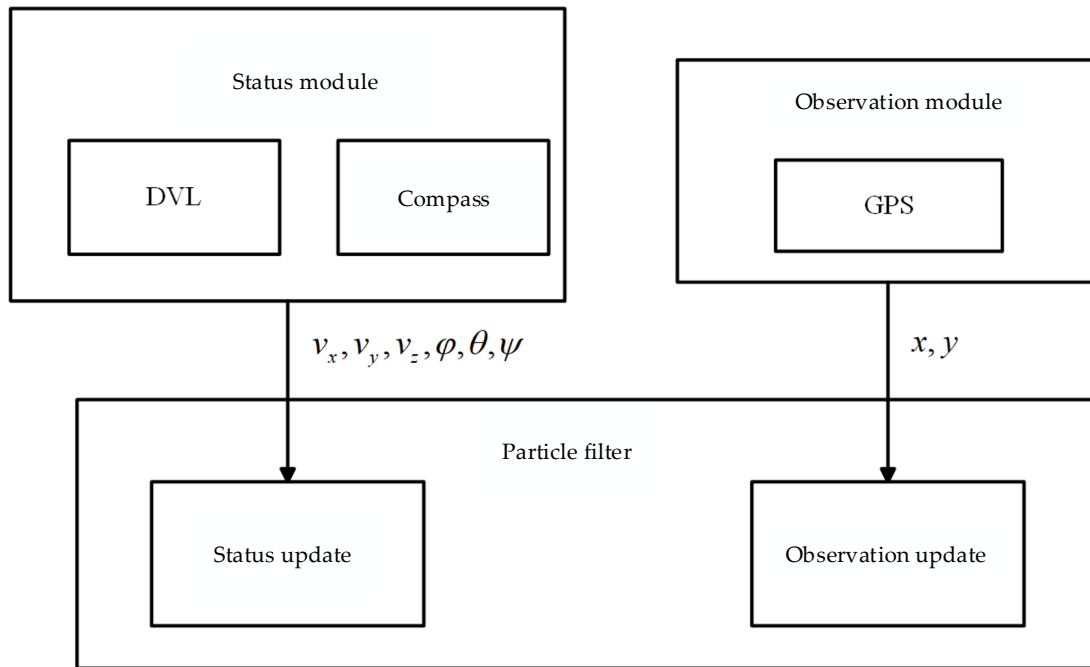 Status module
Observation module
DVL
Compass
GPS
v_x, v_y, v_z, φ, θ, ψ
x, y
Particle filter
Status update
Observation update